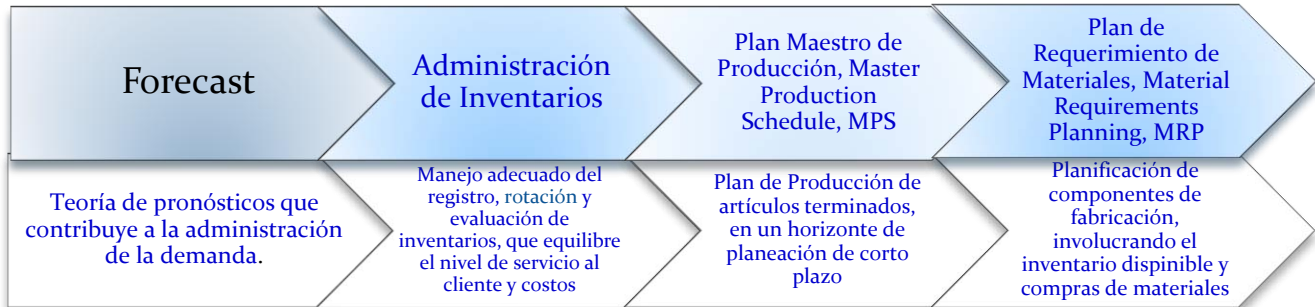 Forecast
Administración
de Inventarios
Plan Maestro de
Producción, Master
Production
Schedule, MPS
Plan de
Requerimiento de
Materiales, Material
Requirements
Planning, MRP
Teoría de pronósticos que
contribuye a la administración
de la demanda.
Manejo adecuado del
registro, rotación y
evaluación de
inventarios, que equilibre
el nivel de servicio al
cliente y costos
Plan de Producción de
artículos terminados,
en un horizonte de
planeación de corto
plazo
Planificación de
componentes de
fabricación,
involucrando el
inventario dispinible y
compras de materiales